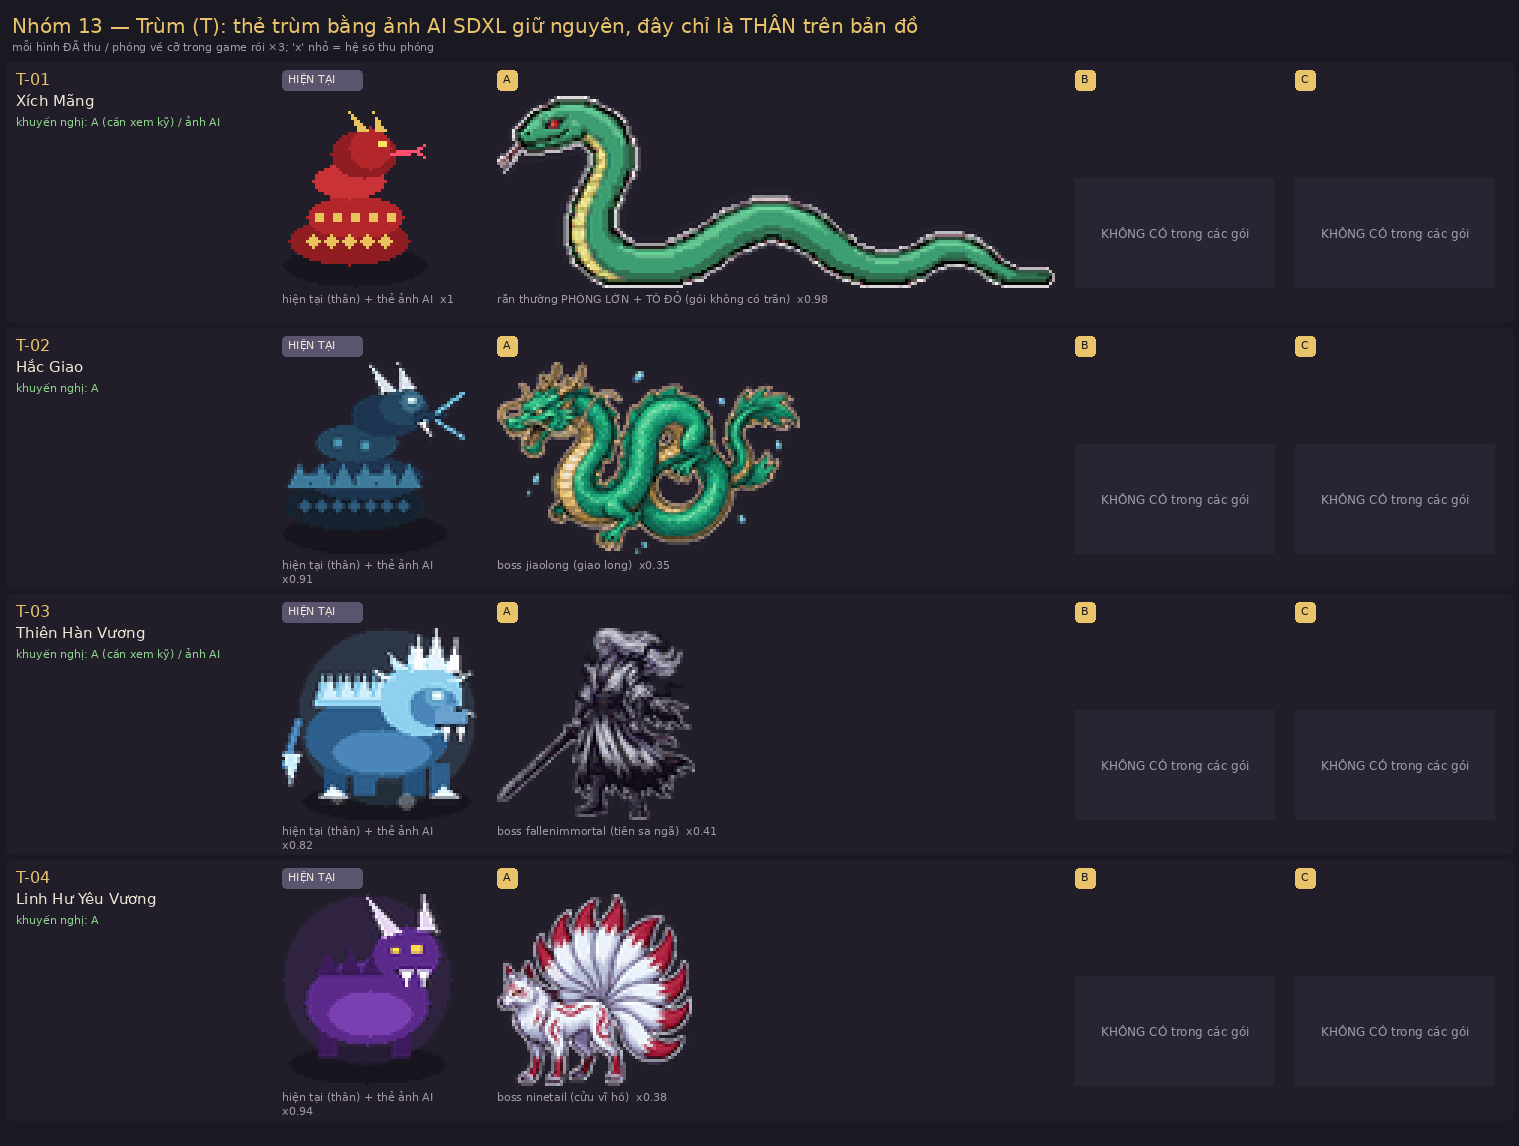 Nhóm 13 — Trùm (T): thẻ trùm bằng ảnh AI SDXL giữ nguyên, đây chỉ là THÂN trên bản đồ
mỗi hình ĐÃ thu / phóng về cỡ trong game rồi ×3; 'x' nhỏ = hệ số thu phóng
T-01
Xích Mãng
khuyến nghị: A (cần xem kỹ) / ảnh AI
HIỆN TẠI
hiện tại (thân) + thẻ ảnh AI  x1
A
rắn thường PHÓNG LỚN + TÔ ĐỎ (gói không có trăn)  x0.98
B
KHÔNG CÓ trong các gói
C
KHÔNG CÓ trong các gói
T-02
Hắc Giao
khuyến nghị: A
HIỆN TẠI
hiện tại (thân) + thẻ ảnh AI
x0.91
A
boss jiaolong (giao long)  x0.35
B
KHÔNG CÓ trong các gói
C
KHÔNG CÓ trong các gói
T-03
Thiên Hàn Vương
khuyến nghị: A (cần xem kỹ) / ảnh AI
HIỆN TẠI
hiện tại (thân) + thẻ ảnh AI
x0.82
A
boss fallenimmortal (tiên sa ngã)  x0.41
B
KHÔNG CÓ trong các gói
C
KHÔNG CÓ trong các gói
T-04
Linh Hư Yêu Vương
khuyến nghị: A
HIỆN TẠI
hiện tại (thân) + thẻ ảnh AI
x0.94
A
boss ninetail (cửu vĩ hồ)  x0.38
B
KHÔNG CÓ trong các gói
C
KHÔNG CÓ trong các gói